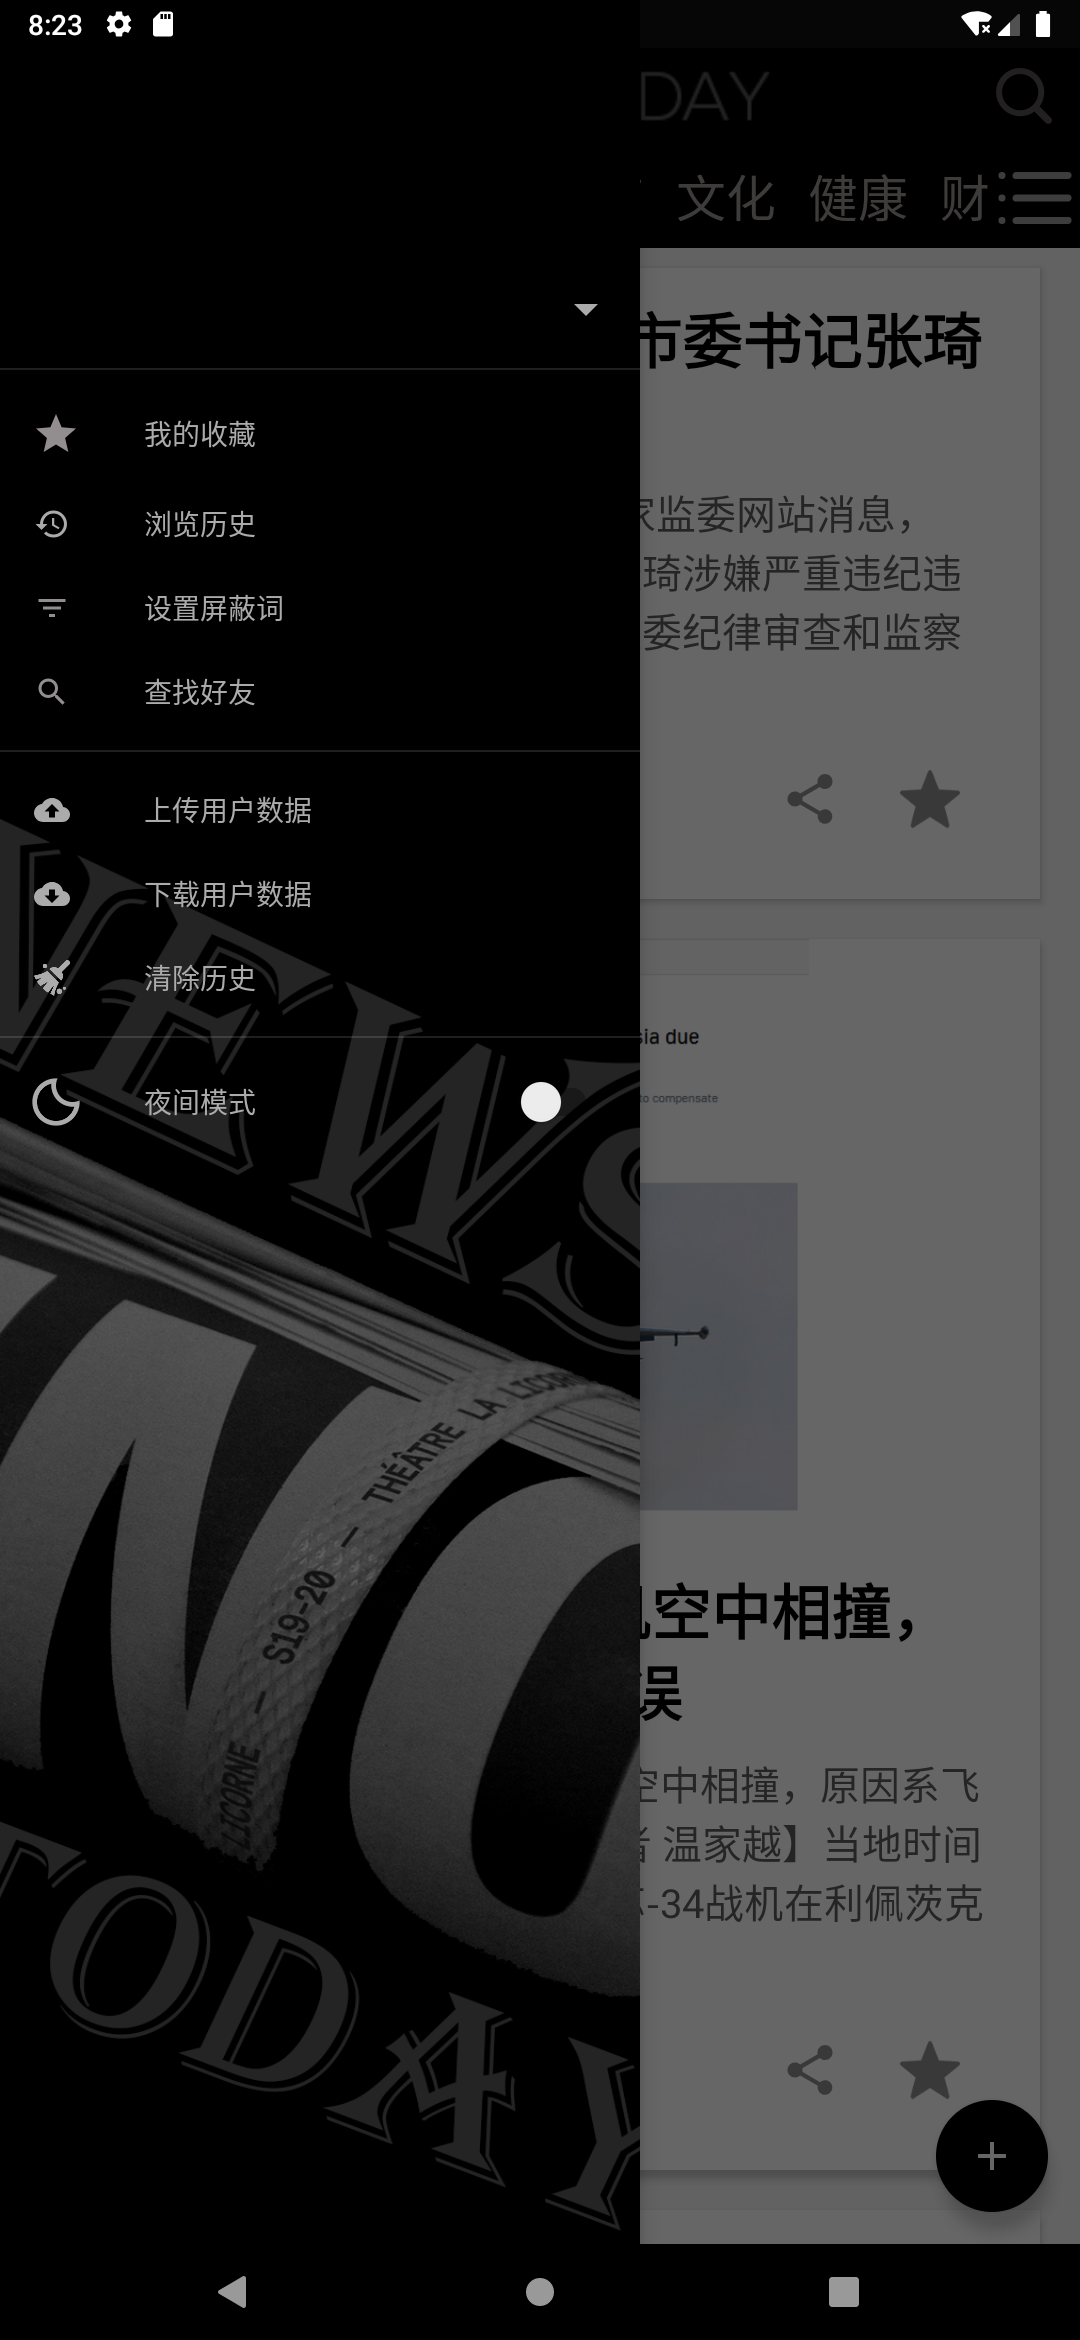 8:23
DAY
文化 健康 财
市委书记张琦
家监委网站消息，
琦涉嫌严重违纪违
委纪律审查和监察
我的收藏
浏览历史
设置屏蔽词
查找好友
上传用户数据
下载用户数据
清除历史
夜间模式
sia due
to compensate
NEWS
THÉÂTRE LA LICOR
S19-20
LICORNE
TODAY
机空中相撞，
误
空中相撞，原因系飞
温家越】当地时间
-34战机在利佩茨克